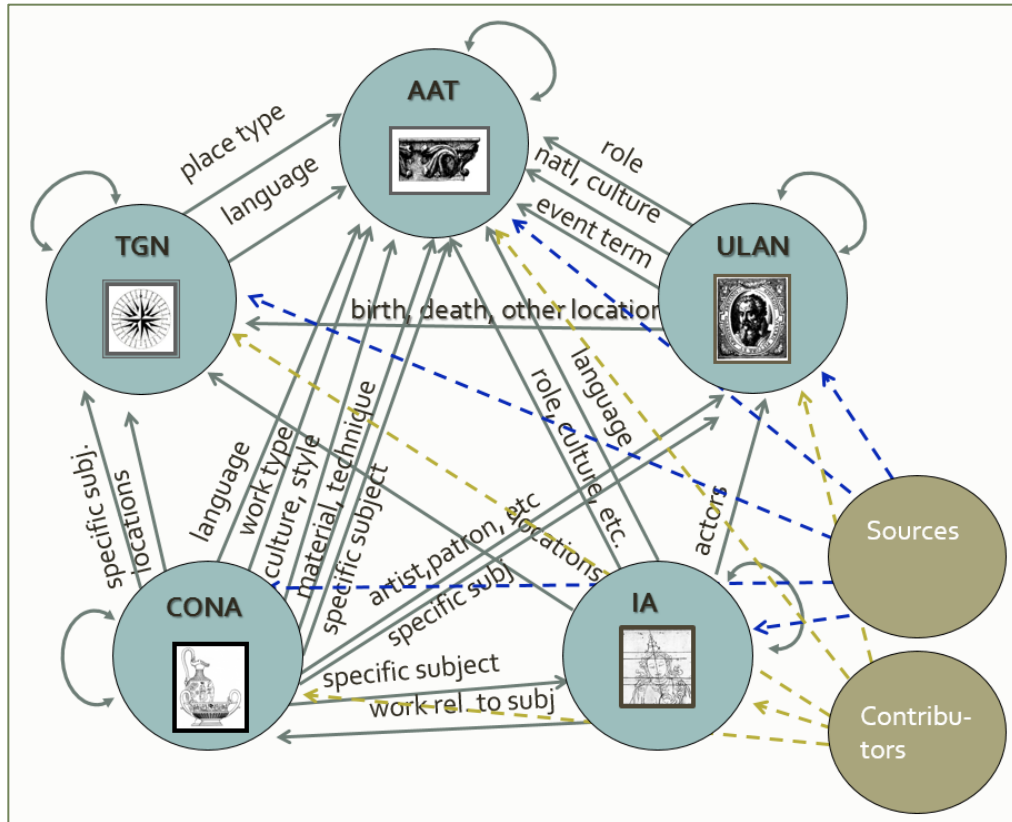 AAT
place type
language
role
natl, culture
event term
TGN
ULAN
birth, death, other location
specific subj.
locations
language
work type
culture, style
material, technique
specific subject
artist,patron, etc
specific subj
locations
role, culture, etc.
language
actors
Sources
CONA
IA
specific subject
work rel. to subj
Contribu-
tors